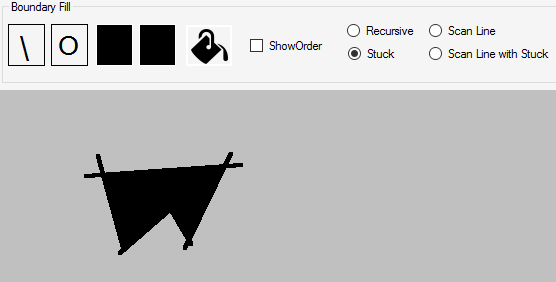 Boundary Fill
\ O
ShowOrder
Recursive
Scan Line
Stuck
Scan Line with Stuck